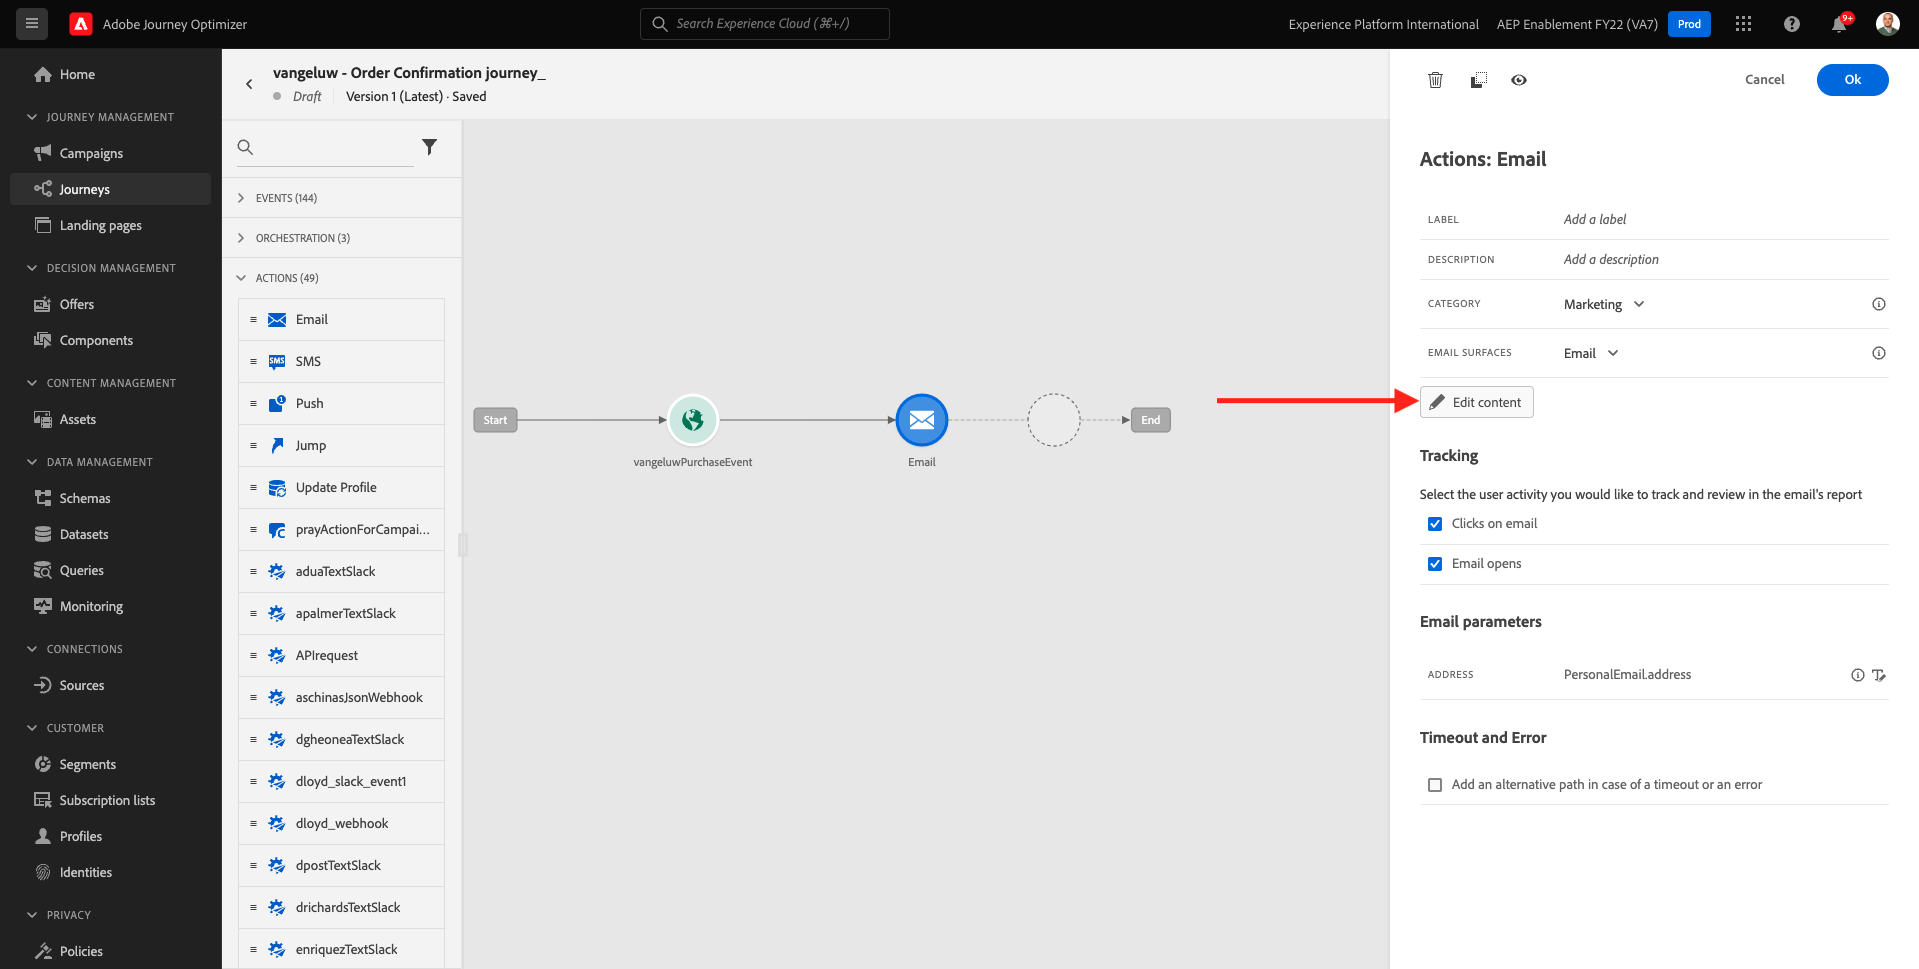 Adobe Journey Optimizer
Search Experience Cloud (⌘+/)
Experience Platform International
AEP Enablement FY22 (VA7)
Prod
9+
Home
JOURNEY MANAGEMENT
Campaigns
Journeys
Landing pages
DECISION MANAGEMENT
Offers
Components
CONTENT MANAGEMENT
Assets
DATA MANAGEMENT
Schemas
Datasets
Queries
Monitoring
CONNECTIONS
Sources
CUSTOMER
Segments
Subscription lists
Profiles
Identities
PRIVACY
Policies
vangeluw - Order Confirmation journey_
Draft
Version 1 (Latest) · Saved
EVENTS (144)
ORCHESTRATION (3)
ACTIONS (49)
Email
SMS
SMS
Push
Jump
Update Profile
prayActionForCampai...
aduaTextSlack
apalmerTextSlack
APIrequest
aschinasJsonWebhook
dgheoneaTextSlack
dloyd_slack_event1
dloyd_webhook
dpostTextSlack
drichardsTextSlack
enriquezTextSlack
Start
vangeluwPurchaseEvent
Email
End
Cancel
Ok
Actions: Email
LABEL
Add a label
DESCRIPTION
Add a description
CATEGORY
Marketing
EMAIL SURFACES
Email
Edit content
Tracking
Select the user activity you would like to track and review in the email's report
Clicks on email
Email opens
Email parameters
ADDRESS
PersonalEmail.address
Timeout and Error
Add an alternative path in case of a timeout or an error